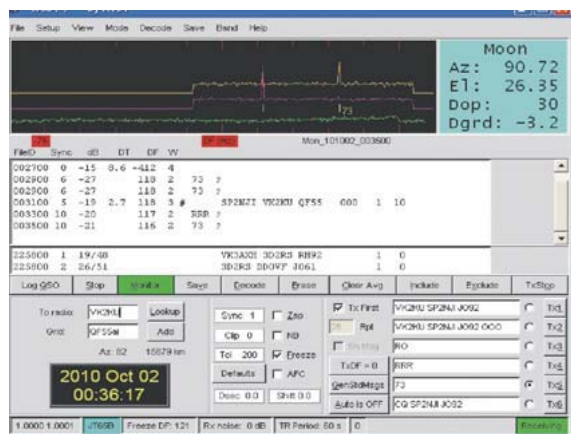 File Setup View Mode Decode Save Band Help
Moon
Az: 90.72
El: 26.35
Dop: 30
Dgrd: -3.2
73
Mon_101002_003500
FileID Sync dB DT DF W
002700 0 -15 8.6 -412 4
002800 6 -27 118 2 73 ?
002900 6 -27 118 2 73 ?
003100 5 -19 2.7 118 3 # SP2NJI VK2KU QF55 000 1 10
003300 10 -20 117 2 RRR ?
003500 10 -21 116 2 73 ?
225800 1 19/40 VK3AXH 3D2RS RH92 1 0
225800 2 26/51 3D2RS DD0VF JO61 1 0
Log QSO Stop Monitor Save Decode Erase Clear Avg Include Exclude TxStop
To radio: VK2KU Lookup
Grid: QF55ai Add
Az: 82 15679 km
2010 Oct 02
00:36:17
Sync 1 Zap
Clip 0 NB
Tol 200 Freeze
Defaults AFC
Dsec 0.0 Shift 0.0
Tx First
Rpt
Sh Msg
TxDF = 0
GenStdMsgs
Auto is OFF
VK2KU SP2NJI JO92 Tx1
VK2KU SP2NJI JO92 OOO Tx2
RO Tx3
RRR Tx4
73 Tx5
CQ SP2NJI JO92 Tx6
1.0000 1.0001 JT65B Freeze DF: 121 Rx noise: 0 dB TR Period: 60 s 0 Receiving